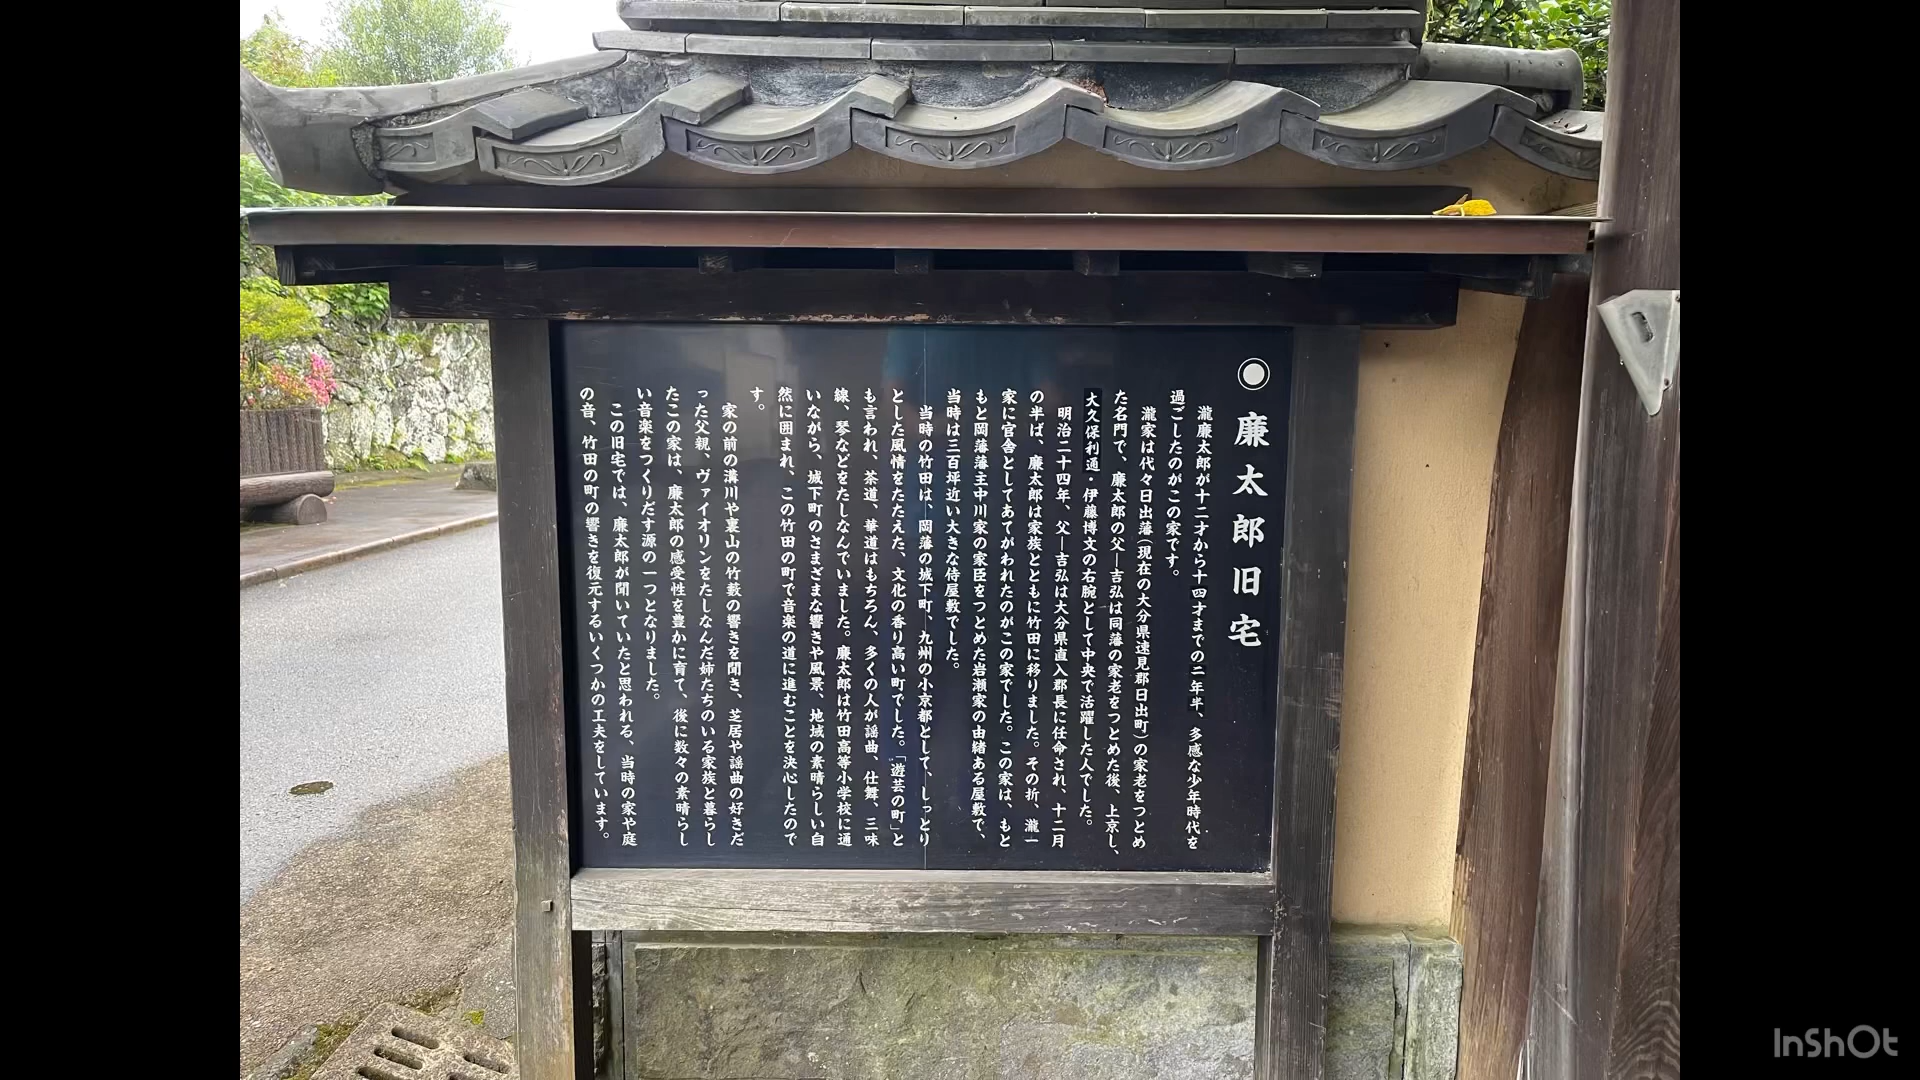 ◉廉太郎旧宅
瀧廉太郎が十二才から十四才までの二年半、多感な少年時代を
過ごしたのがこの家です。
瀧家は代々日出藩(現在の大分県速見郡日出町)の家老をつとめ
た名門で、廉太郎の父―吉弘は同藩の家老をつとめた後、上京し、
大久保利通・伊藤博文の右腕として中央で活躍した人でした。
明治二十四年、父―吉弘は大分県直入郡長に任命され、十二月
の半ば、廉太郎は家族とともに竹田に移りました。その折、瀧一
家に官舎としてあてがわれたのがこの家でした。この家は、もと
もと岡藩藩主中川家の家臣をつとめた岩瀬家の由緒ある屋敷で、
当時は三百坪近い大きな侍屋敷でした。
当時の竹田は、岡藩の城下町、九州の小京都として、しっとり
とした風情をたたえた、文化の香り高い町でした。「遊芸の町」と
も言われ、茶道、華道はもちろん、多くの人が謡曲、仕舞、三味
線、琴などをたしなんでいました。廉太郎は竹田高等小学校に通
いながら、城下町のさまざまな響きや風景、地域の素晴らしい自
然に囲まれ、この竹田の町で音楽の道に進むことを決心したので
す。
家の前の溝川や裏山の竹藪の響きを聞き、芝居や謡曲の好きだ
った父親、ヴァイオリンをたしなんだ姉たちのいる家族と暮らし
たこの家は、廉太郎の感受性を豊かに育て、後に数々の素晴らし
い音楽をつくりだす源の一つとなりました。
この旧宅では、廉太郎が聞いていたと思われる、当時の家や庭
の音、竹田の町の響きを復元するいくつかの工夫をしています。
InShOt